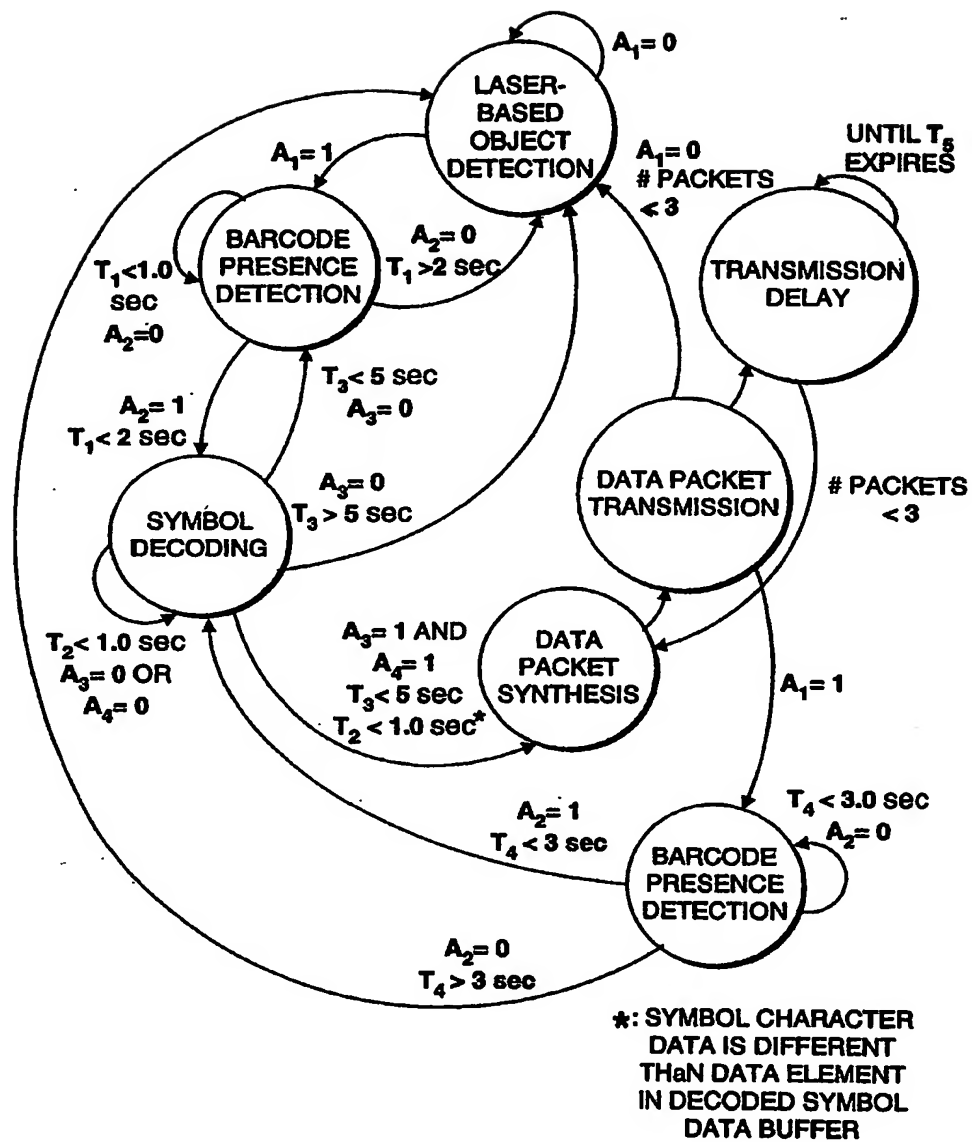 A₁= 0
LASER-
BASED
OBJECT
DETECTION
A₁= 1
A₁= 0
# PACKETS
< 3
UNTIL T₅
EXPIRES
BARCODE
PRESENCE
DETECTION
A₂= 0
T₁ >2 sec
T₁<1.0
sec
A₂=0
TRANSMISSION
DELAY
T₃< 5 sec
A₃= 0
A₂= 1
T₁< 2 sec
A₃= 0
T₃ > 5 sec
DATA PACKET
TRANSMISSION
# PACKETS
< 3
SYMBOL
DECODING
T₂< 1.0 sec
A₃= 0 OR
A₄= 0
A₃= 1 AND
A₄= 1
T₃< 5 sec
T₂ < 1.0 sec*
DATA
PACKET
SYNTHESIS
A₁= 1
A₂= 1
T₄< 3 sec
T₄ < 3.0 sec
A₂= 0
BARCODE
PRESENCE
DETECTION
A₂= 0
T₄ > 3 sec
*: SYMBOL CHARACTER
DATA IS DIFFERENT
THaN DATA ELEMENT
IN DECODED SYMBOL
DATA BUFFER